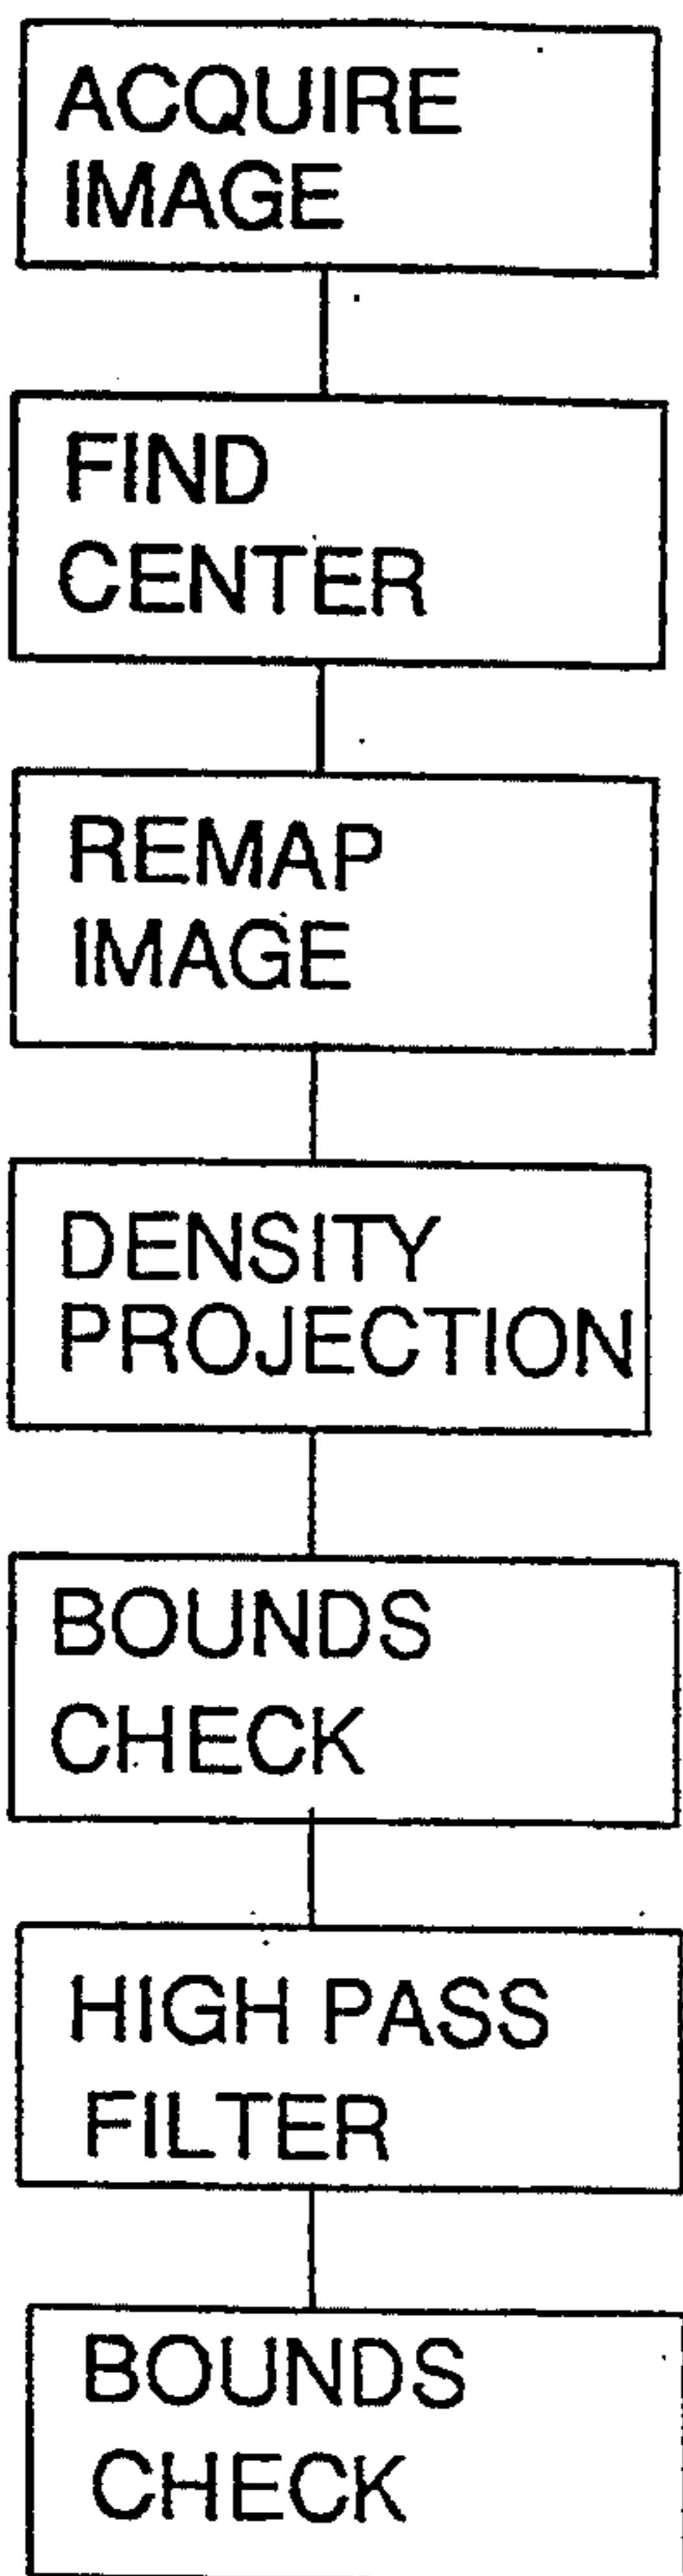 ACQUIRE
IMAGE
FIND
CENTER
REMAP
IMAGE
DENSITY
PROJECTION
BOUNDS
CHECK
HIGH PASS
FILTER
BOUNDS
CHECK